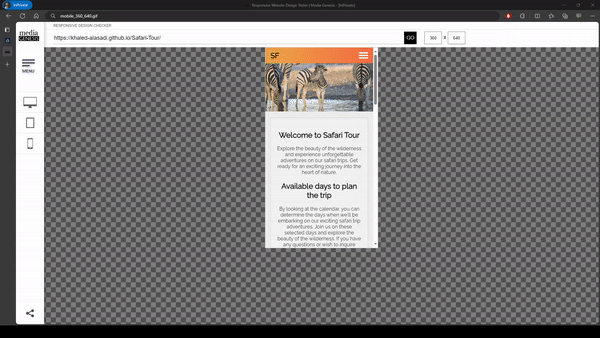 InPrivate
Responsive Website Design Tester | Media Genesis - [InPrivate]
mobile_360_640.gif
RESPONSIVE DESIGN CHECKER
media
GENESIS
https://khaled-alasadi.github.io/Safari-Tour/
GO
360
X
640
MENU
SF
Welcome to Safari Tour
Explore the beauty of the wilderness
and experience unforgettable
adventures on our safari trips. Get
ready for an exciting journey into the
heart of nature.
Available days to plan
the trip
By looking at the calendar, you can
determine the days when we'll be
embarking on our exciting safari
trip adventures. Join us on these
selected days and explore the
beauty of the wilderness. If you have
any questions or wish to inquire